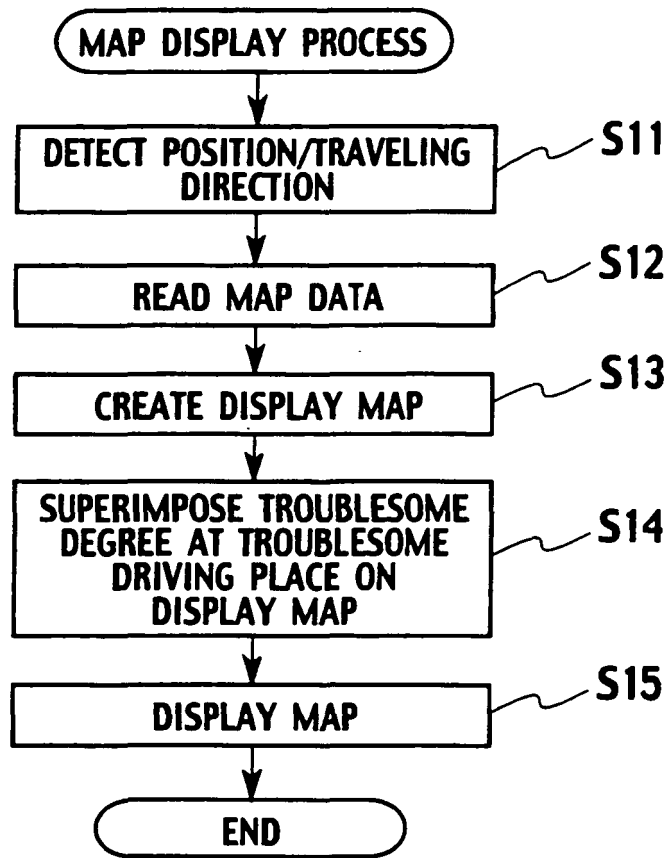 MAP DISPLAY PROCESS
DETECT POSITION/TRAVELING
DIRECTION
S11
READ MAP DATA
S12
CREATE DISPLAY MAP
S13
SUPERIMPOSE TROUBLESOME
DEGREE AT TROUBLESOME
DRIVING PLACE ON
DISPLAY MAP
S14
DISPLAY MAP
S15
END